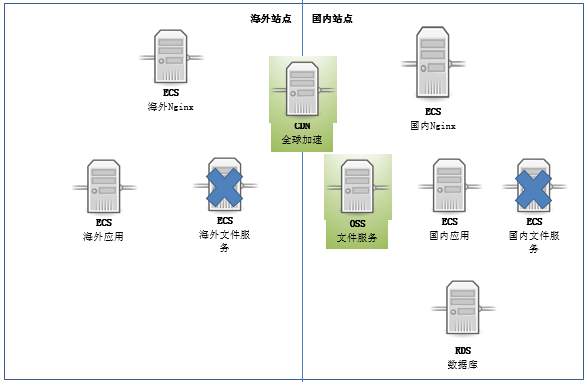 海外站点 国内站点
ECS
海外Nginx
CDN
全球加速
ECS
国内Nginx
ECS
海外应用
ECS
海外文件服
务
OSS
文件服务
ECS
国内应用
ECS
国内文件服
务
RDS
数据库